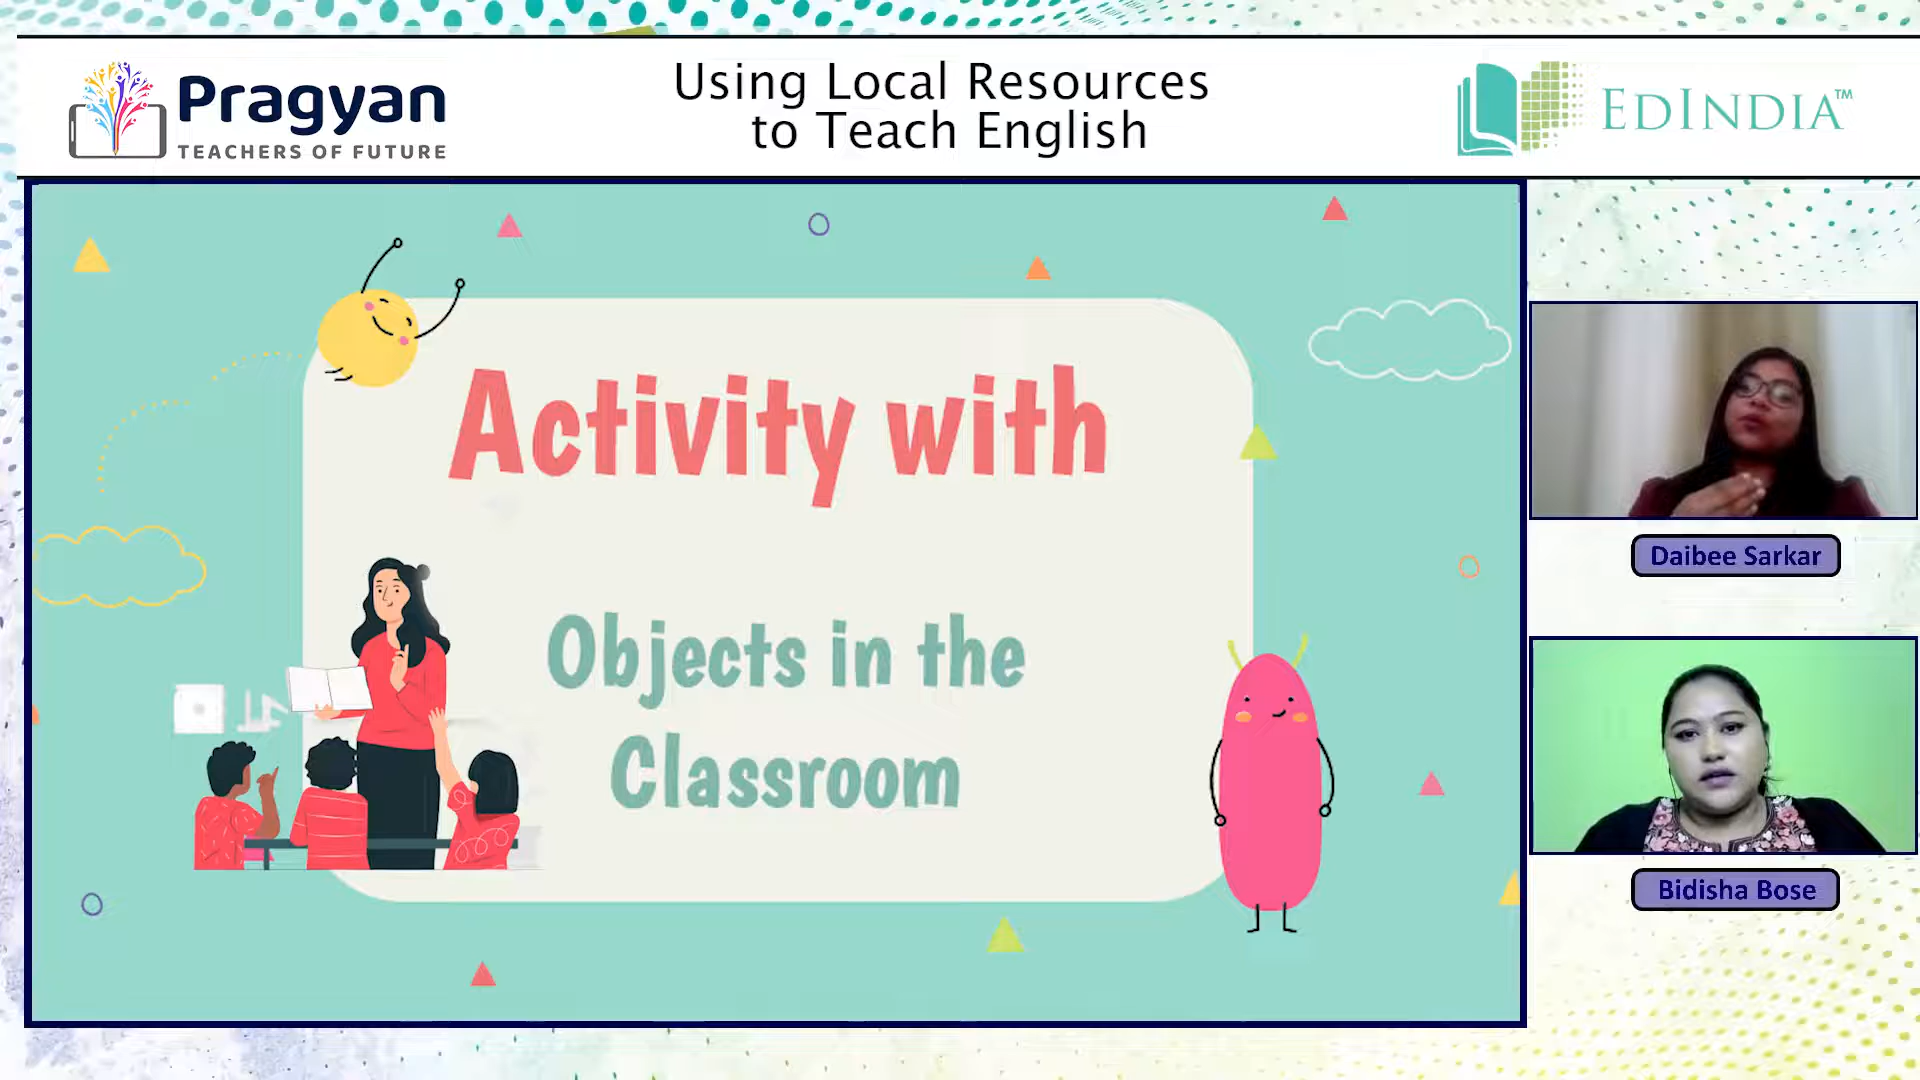 Pragyan
TEACHERS OF FUTURE
Using Local Resources
to Teach English
EDINDIA™
Activity with
Objects in the
Classroom
Daibee Sarkar
Bidisha Bose